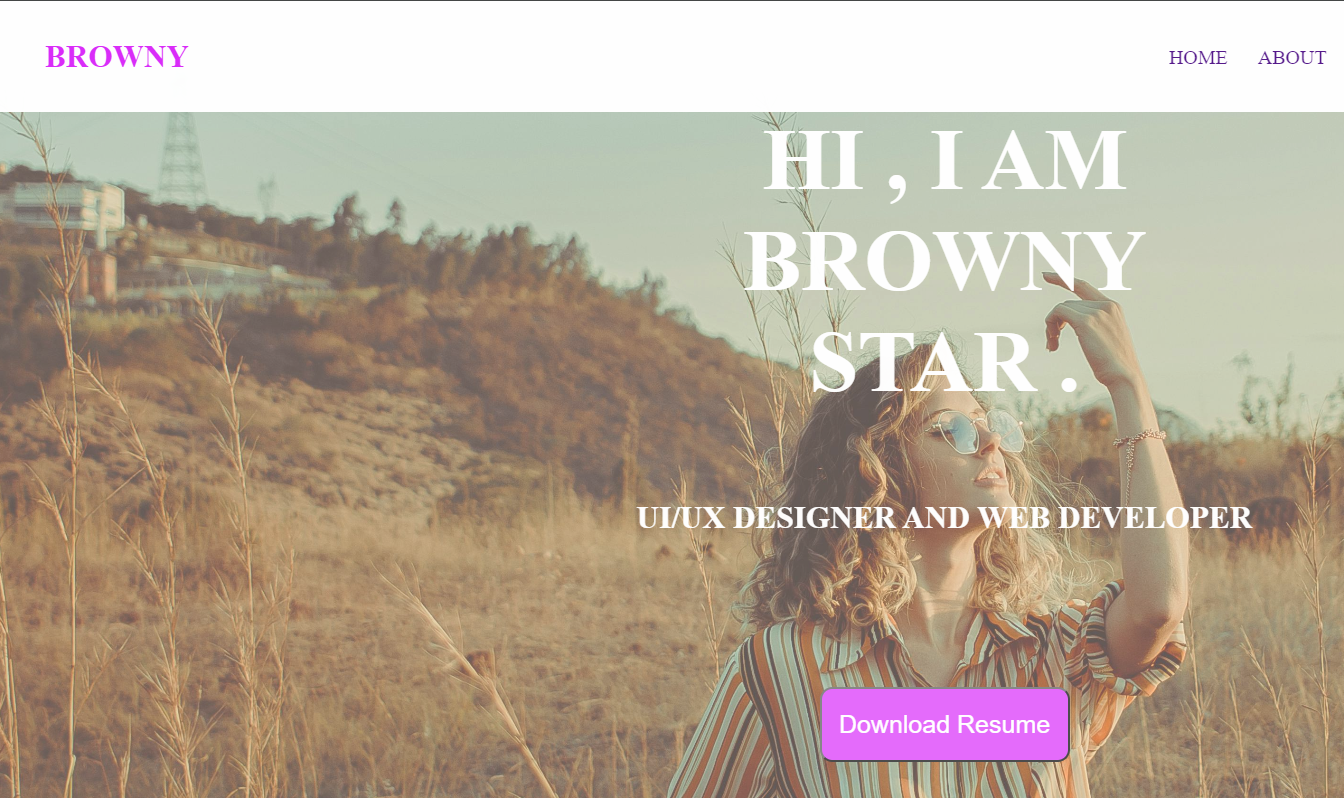 BROWNY
HOME ABOUT
HI , I AM
BROWNY
STAR .
UI/UX DESIGNER AND WEB DEVELOPER
Download Resume